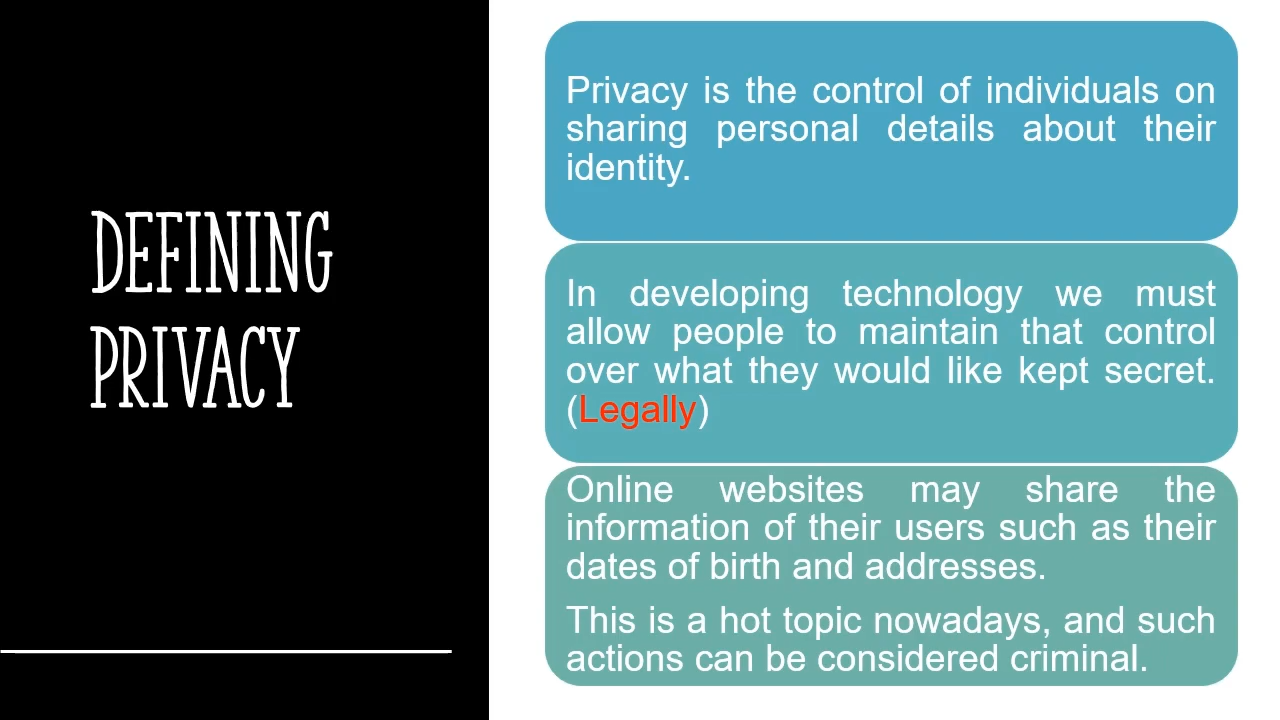 DEFINING
PRIVACY
Privacy is the control of individuals on
sharing personal details about their
identity.
In developing technology we must
allow people to maintain that control
over what they would like kept secret.
(Legally)
Online websites may share the
information of their users such as their
dates of birth and addresses.
This is a hot topic nowadays, and such
actions can be considered criminal.